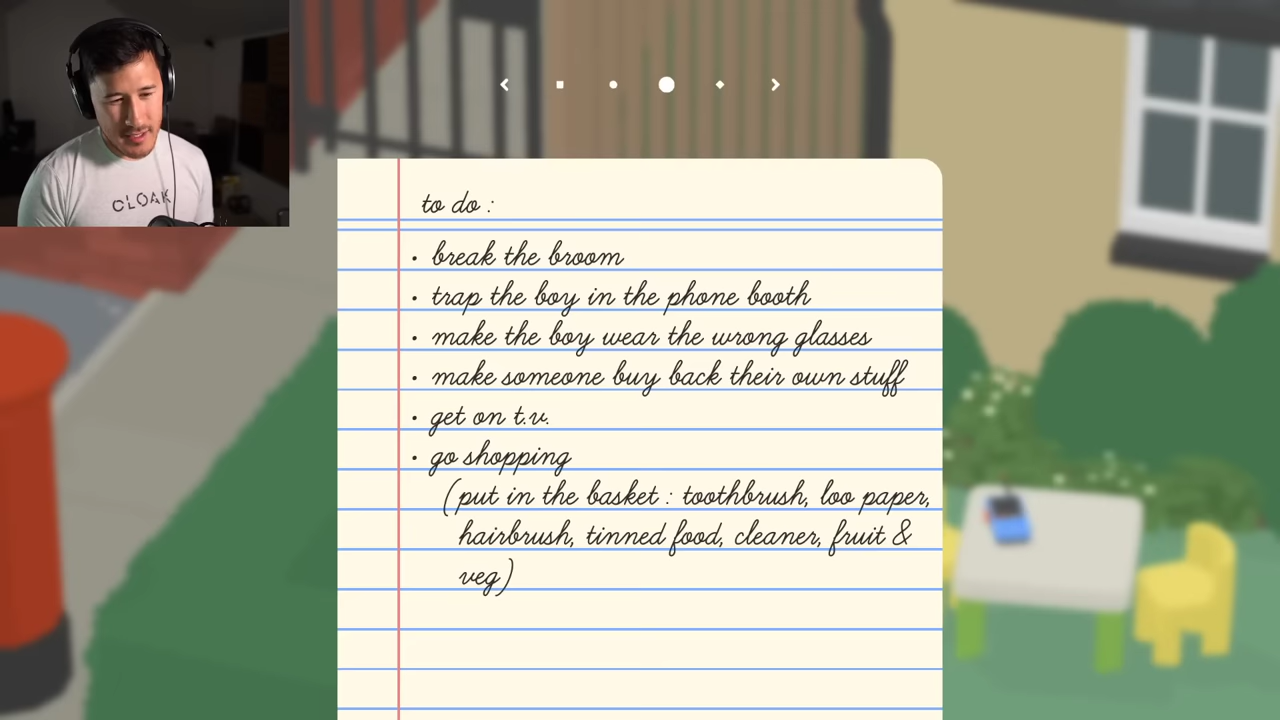 CLOAK
to do :
• break the broom
• trap the boy in the phone booth
• make the boy wear the wrong glasses
• make someone buy back their own stuff
• get on t.v.
• go shopping
(put in the basket : toothbrush, loo paper,
hairbrush, tinned food, cleaner, fruit &
veg)